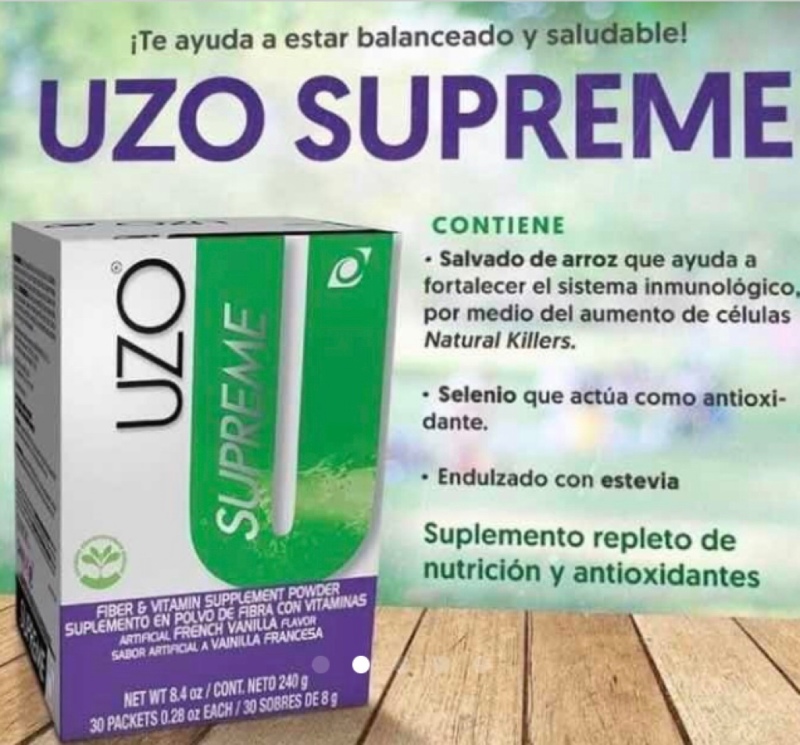 ¡Te ayuda a estar balanceado y saludable!
UZO SUPREME
CONTIENE
• Salvado de arroz que ayuda a
fortalecer el sistema inmunológico,
por medio del aumento de células
Natural Killers.
• Selenio que actúa como antioxi-
dante.
• Endulzado con estevia
Suplemento repleto de
nutrición y antioxidantes
UZO®
SUPREME
FIBER & VITAMIN SUPPLEMENT POWDER
SUPLEMENTO EN POLVO DE FIBRA CON VITAMINAS
ARTIFICIAL FRENCH VANILLA FLAVOR
SABOR ARTIFICIAL A VAINILLA FRANCESA
NET WT 8.4 oz / CONT. NETO 240 g
30 PACKETS 0.28 oz EACH / 30 SOBRES DE 8 g
SUPREME